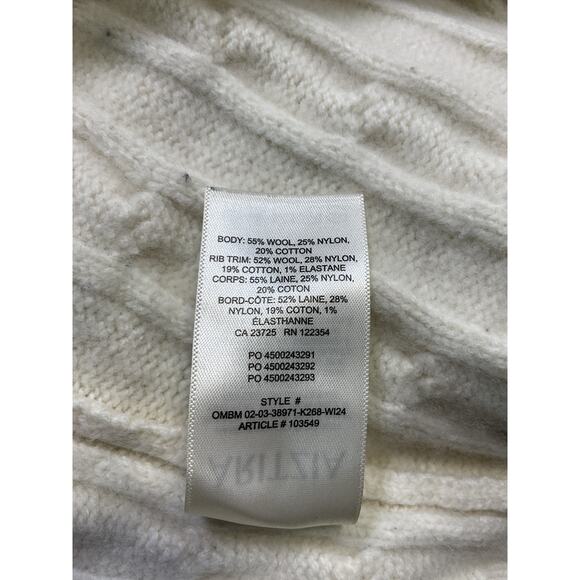 BODY: 55% WOOL, 25% NYLON,
20% COTTON
RIB TRIM: 52% WOOL, 28% NYLON,
19% COTTON, 1% ELASTANE
CORPS: 55% LAINE, 25% NYLON,
20% COTON
BORD-CÔTE: 52% LAINE, 28%
NYLON, 19% COTON, 1%
ÉLASTHANNE
CA 23725 RN 122354
PO 4500243291
PO 4500243292
PO 4500243293
STYLE #
OMBM 02-03-38971-K258-WI24
ARTICLE # 103549
ARITZIA